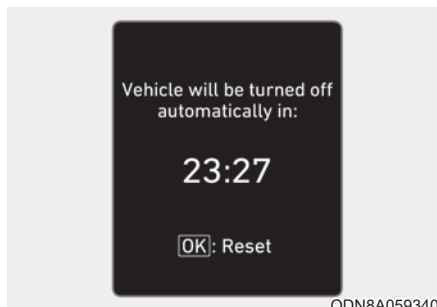 Vehicle will be turned off
automatically in:
23:27
OK: Reset
ODN8A059340